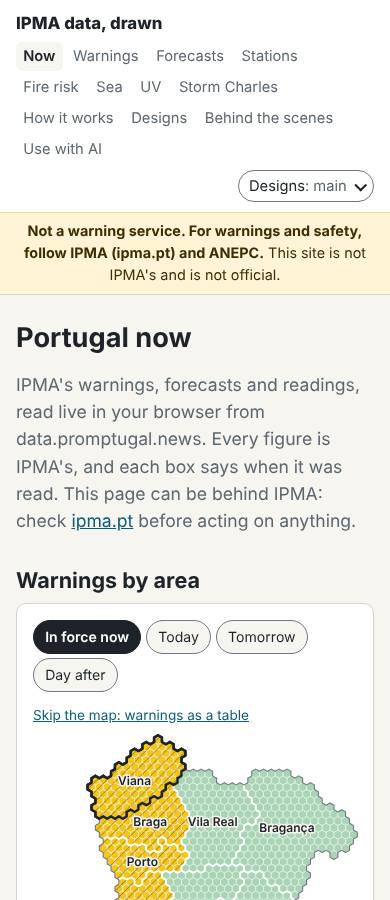 IPMA data, drawn
Now Warnings Forecasts Stations
Fire risk Sea UV Storm Charles
How it works Designs Behind the scenes
Use with AI
Designs: main
Not a warning service. For warnings and safety,
follow IPMA (ipma.pt) and ANEPC. This site is not
IPMA's and is not official.
Portugal now
IPMA's warnings, forecasts and readings,
read live in your browser from
data.promptugal.news. Every figure is
IPMA's, and each box says when it was
read. This page can be behind IPMA:
check ipma.pt before acting on anything.
Warnings by area
In force now Today Tomorrow
Day after
Skip the map: warnings as a table
Viana
Braga Vila Real Bragança
Porto